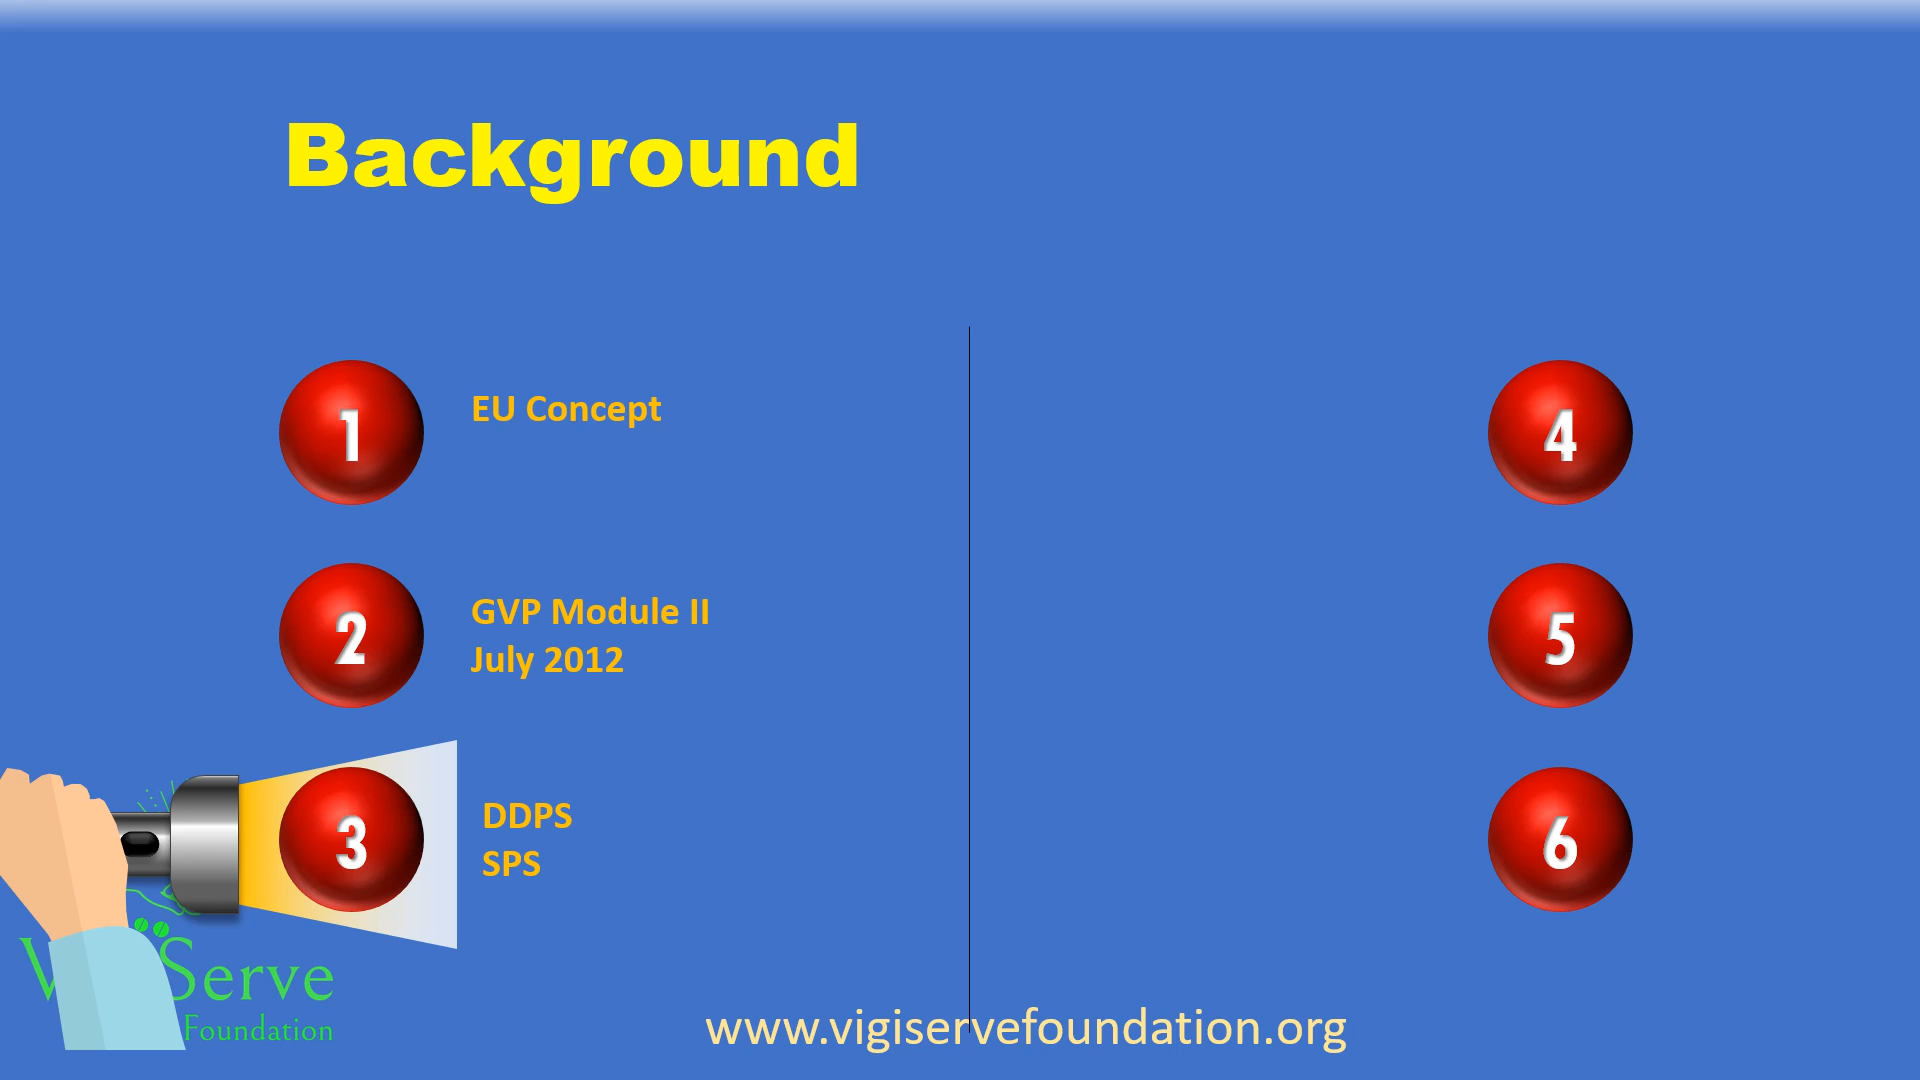 Background
1
EU Concept
2
GVP Module II
July 2012
3
DDPS
SPS
4
5
6
Serve
Foundation
www.vigiservefoundation.org